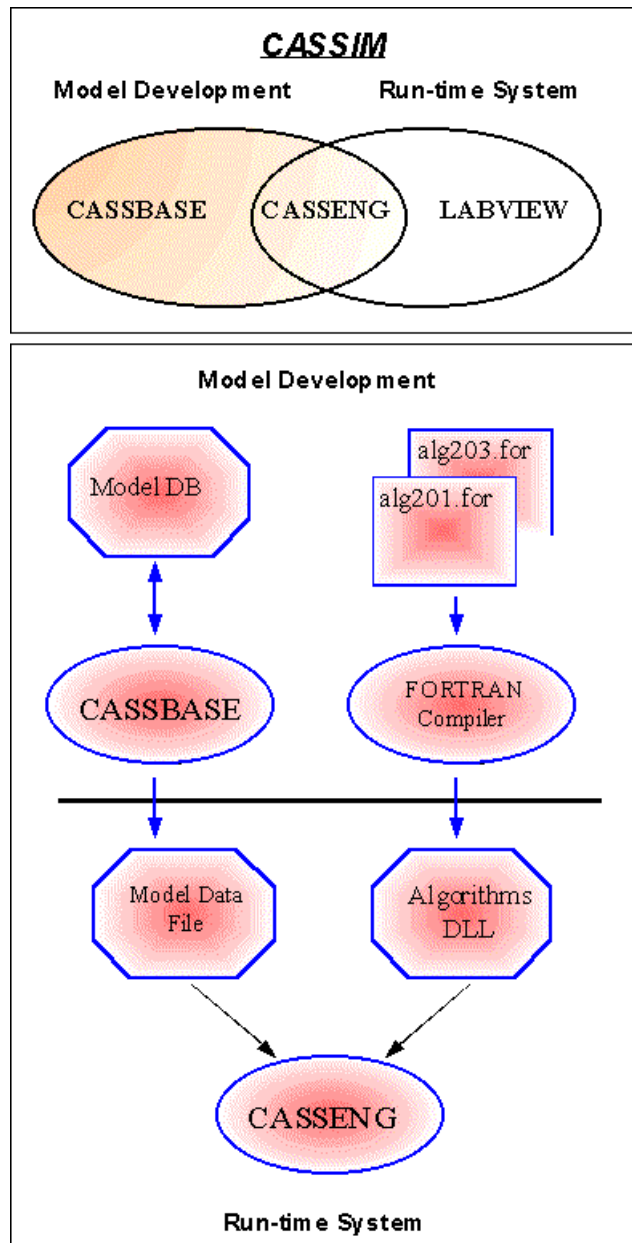 CASSIM
Model Development Run-time System
CASSBASE CASSENG LABVIEW
Model Development
Model DB
alg203.for
alg201.for
CASSBASE
FORTRAN
Compiler
Model Data
File
Algorithms
DLL
CASSENG
Run-time System